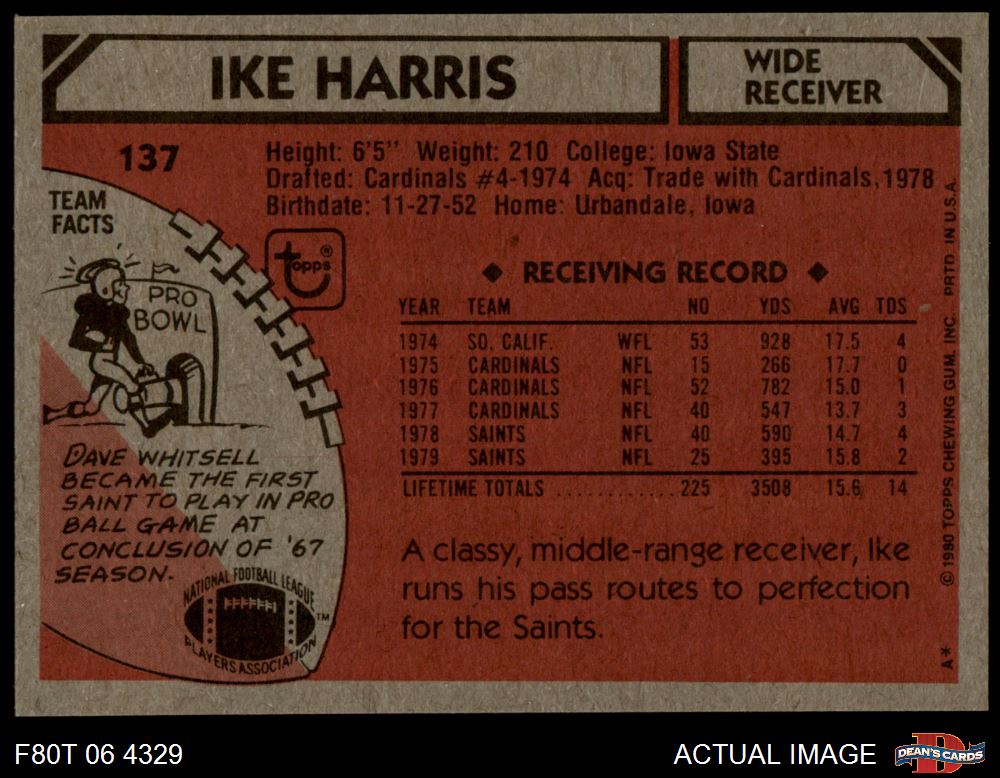 IKE HARRIS
WIDE
RECEIVER
137
Height: 6'5" Weight: 210 College: Iowa State
Drafted: Cardinals #4-1974 Acq: Trade with Cardinals, 1978
Birthdate: 11-27-52 Home: Urbandale, Iowa
TEAM
FACTS
topps®
PRO
BOWL
DAVE WHITSELL
BECAME THE FIRST
SAINT TO PLAY IN PRO
BALL GAME AT
CONCLUSION OF '67
SEASON.
NATIONAL FOOTBALL LEAGUE
PLAYERS ASSOCIATION
TM
◆ RECEIVING RECORD ◆
YEAR TEAM NO YDS AVG TDS
1974 SO. CALIF. WFL 53 928 17.5 4
1975 CARDINALS NFL 15 266 17.7 0
1976 CARDINALS NFL 52 782 15.0 1
1977 CARDINALS NFL 40 547 13.7 3
1978 SAINTS NFL 40 590 14.7 4
1979 SAINTS NFL 25 395 15.8 2
LIFETIME TOTALS ............ 225 3508 15.6 14
A classy, middle-range receiver, Ike
runs his pass routes to perfection
for the Saints.
A* © 1980 TOPPS CHEWING GUM, INC. PRTD. IN U.S.A.
F80T 06 4329
ACTUAL IMAGE
D
DEAN'S CARDS